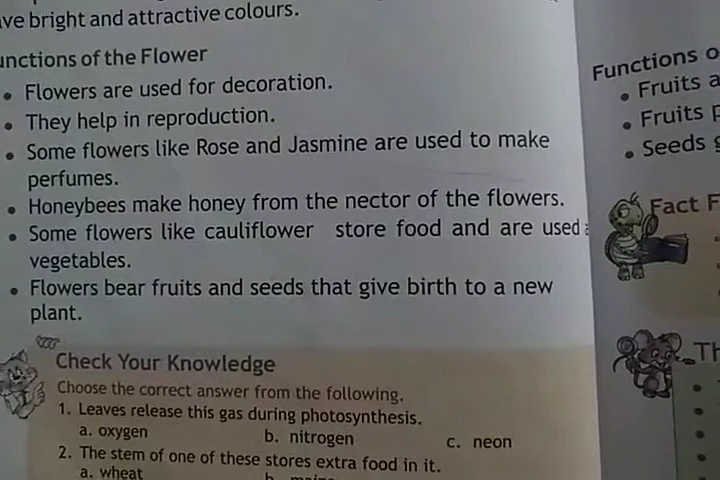 bright and attractive colours.
of the Flower
• Flowers are used for decoration.
• They help in reproduction.
• Some flowers like Rose and Jasmine are used to make
perfumes.
• Honeybees make honey from the nector of the flowers.
• Some flowers like cauliflower store food and are used
vegetables.
• Flowers bear fruits and seeds that give birth to a new
plant.
Check Your Knowledge
Choose the correct answer from the following.
1. Leaves release this gas during photosynthesis.
a. oxygen b. nitrogen c. neon
2. The stem of one of these stores extra food in it.
a. wheat b.
Functions
• Fruits
• Fruits
• Seeds
Fact